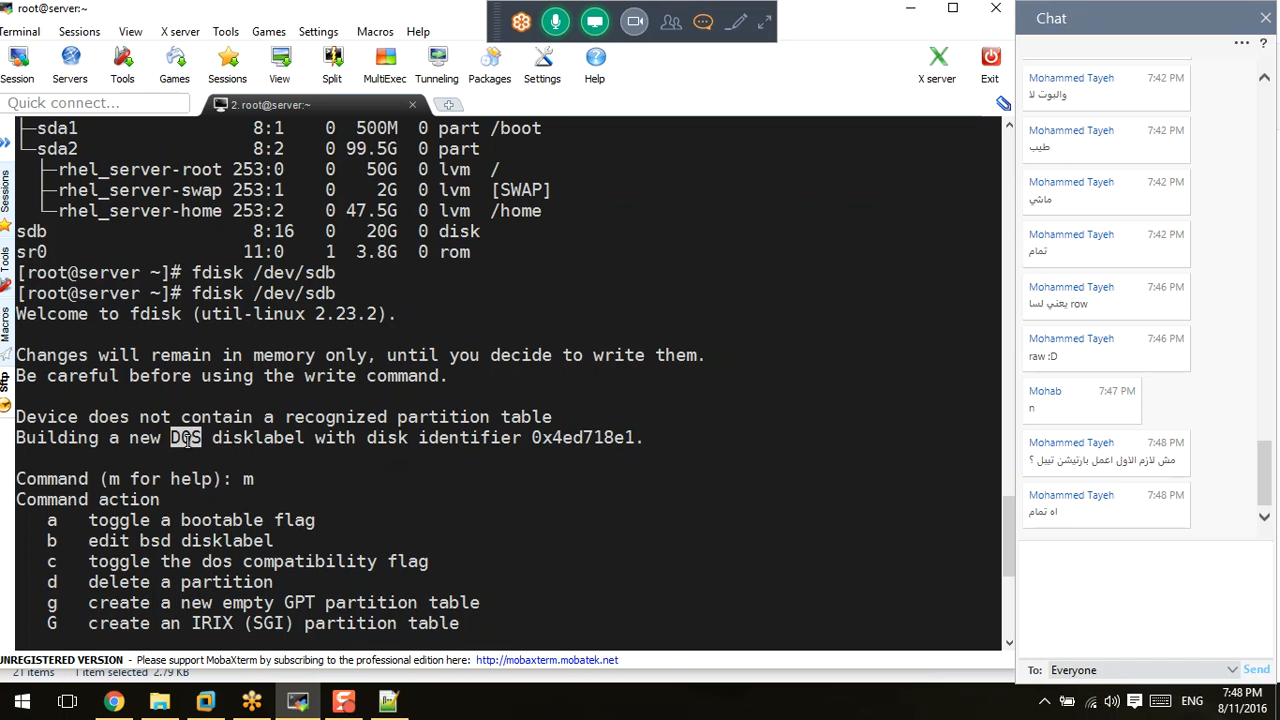 root@server:~
Terminal Sessions View X server Tools Games Settings Macros Help
Session Servers Tools Games Sessions View Split MultiExec Tunneling Packages Settings Help X server Exit
Quick connect...
2. root@server:~
Sessions
Tools
Macros
Sftp
├─sda1 8:1 0 500M 0 part /boot
└─sda2 8:2 0 99.5G 0 part
├─rhel_server-root 253:0 0 50G 0 lvm /
├─rhel_server-swap 253:1 0 2G 0 lvm [SWAP]
└─rhel_server-home 253:2 0 47.5G 0 lvm /home
sdb 8:16 0 20G 0 disk
sr0 11:0 1 3.8G 0 rom
[root@server ~]# fdisk /dev/sdb
[root@server ~]# fdisk /dev/sdb
Welcome to fdisk (util-linux 2.23.2).
Changes will remain in memory only, until you decide to write them.
Be careful before using the write command.
Device does not contain a recognized partition table
Building a new DOS disklabel with disk identifier 0x4ed718e1.
Command (m for help): m
Command action
a toggle a bootable flag
b edit bsd disklabel
c toggle the dos compatibility flag
d delete a partition
g create a new empty GPT partition table
G create an IRIX (SGI) partition table
UNREGISTERED VERSION - Please support MobaXterm by subscribing to the professional edition here: http://mobaxterm.mobatek.net
21 items 1 item selected 2.79 KB
Chat
Mohammed Tayeh 7:42 PM
والبوت لا
Mohammed Tayeh 7:42 PM
طيب
Mohammed Tayeh 7:42 PM
ماشي
Mohammed Tayeh 7:42 PM
تمام
Mohammed Tayeh 7:46 PM
يعني لسا row
Mohammed Tayeh 7:46 PM
raw :D
Mohab 7:47 PM
n
Mohammed Tayeh 7:48 PM
مش لازم الاول اعمل بارتيشن تيبل ؟
Mohammed Tayeh 7:48 PM
اه تمام
To: Everyone Send
ENG
7:48 PM
8/11/2016